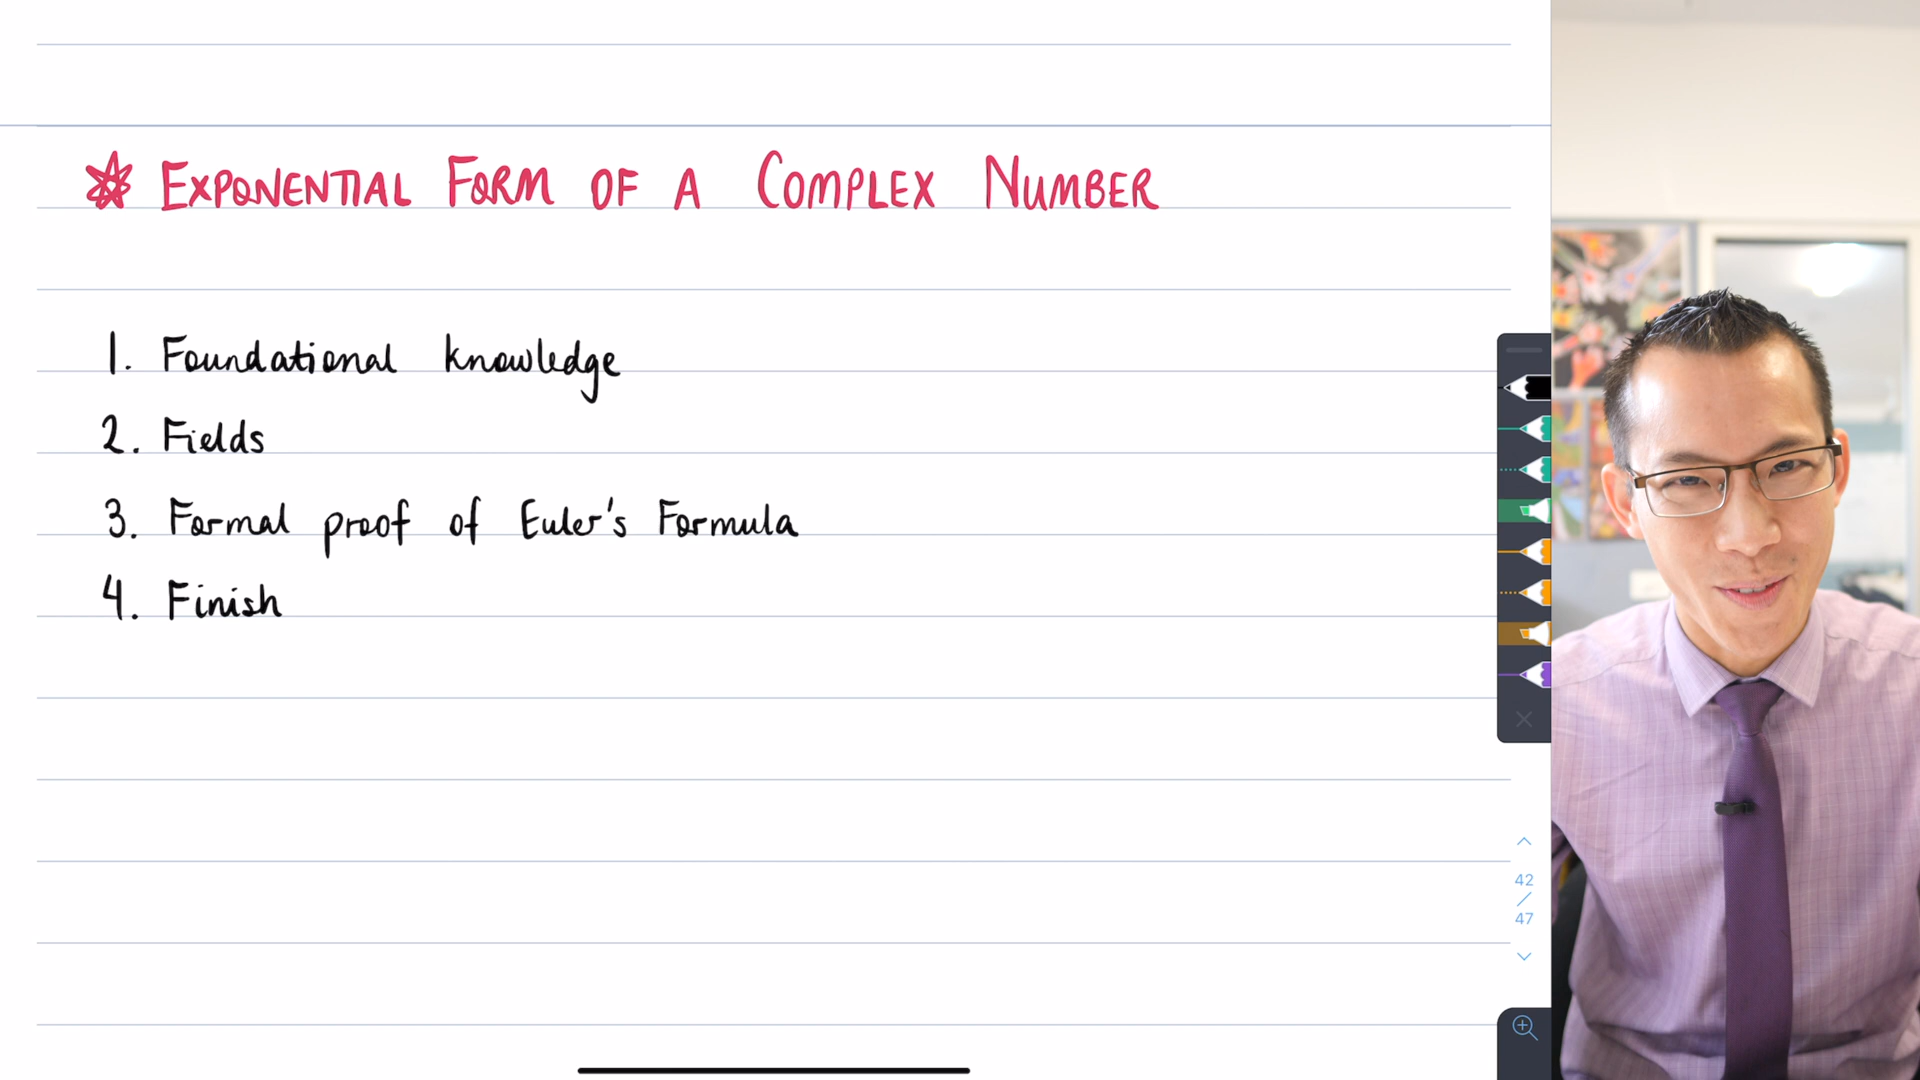 EXPONENTIAL FORM OF A COMPLEX NUMBER
1. Foundational knowledge
2. Fields
3. Formal proof of Euler's Formula
4. Finish
42
/
47